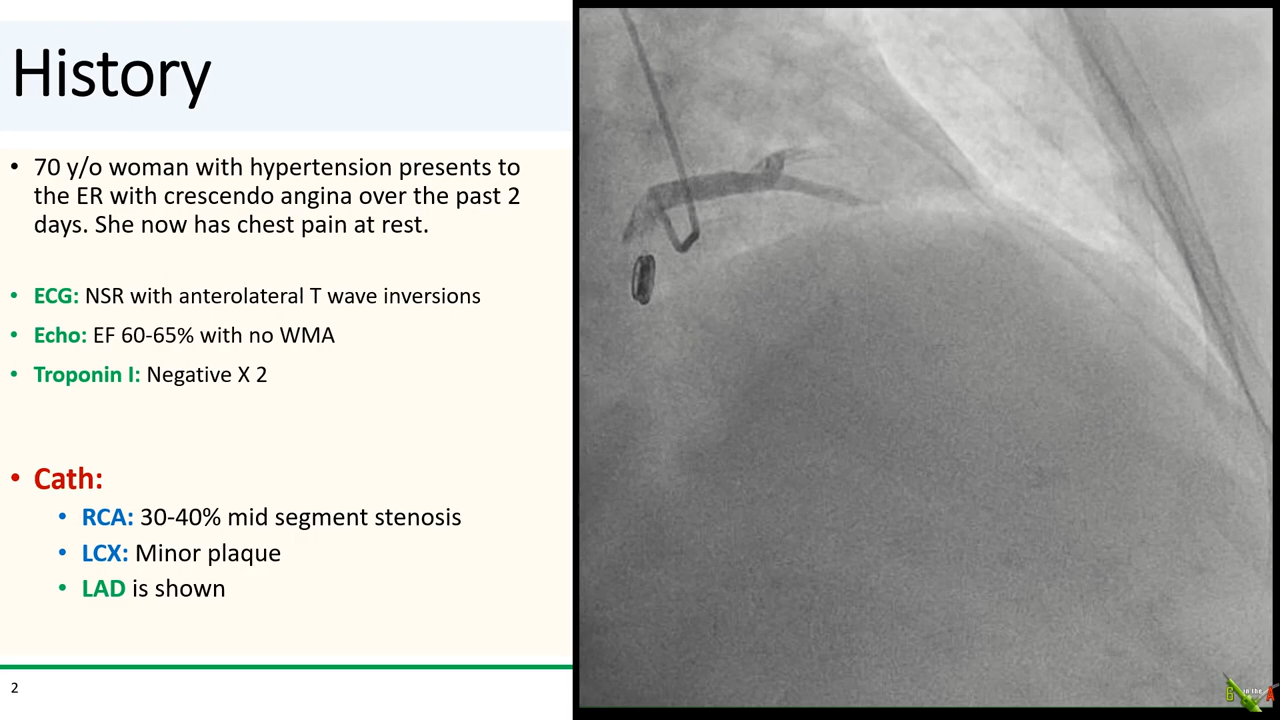 History
• 70 y/o woman with hypertension presents to
the ER with crescendo angina over the past 2
days. She now has chest pain at rest.
• ECG: NSR with anterolateral T wave inversions
• Echo: EF 60-65% with no WMA
• Troponin I: Negative X 2
• Cath:
• RCA: 30-40% mid segment stenosis
• LCX: Minor plaque
• LAD is shown
2
in the